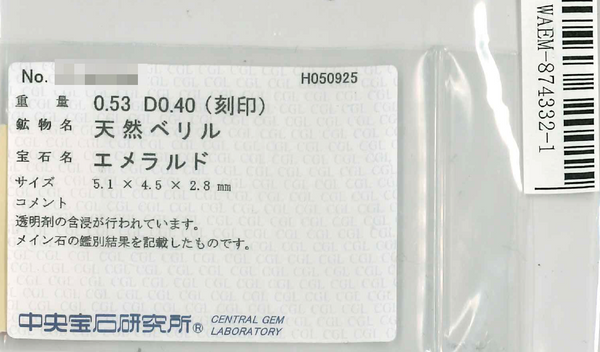 No.
H050925
重量 0.53 D0.40 (刻印)
鉱物名 天然ベリル
宝石名 エメラルド
サイズ 5.1 × 4.5 × 2.8 mm
コメント
透明剤の含浸が行われています。
メイン石の鑑別結果を記載したものです。
中央宝石研究所® CENTRAL GEM
LABORATORY
WAEM-874332-1